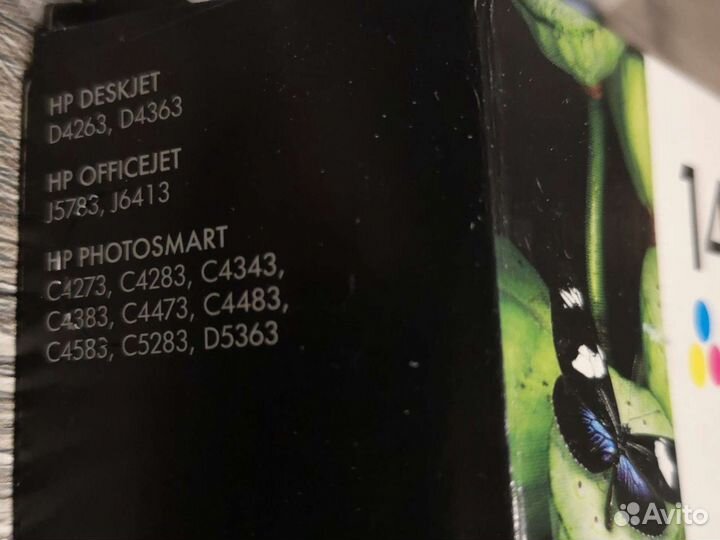 HP DESKJET
D4263, D4363
HP OFFICEJET
J5783, J6413
HP PHOTOSMART
C4273, C4283, C4343,
C4383, C4473, C4483,
C4583, C5283, D5363
14
Avito